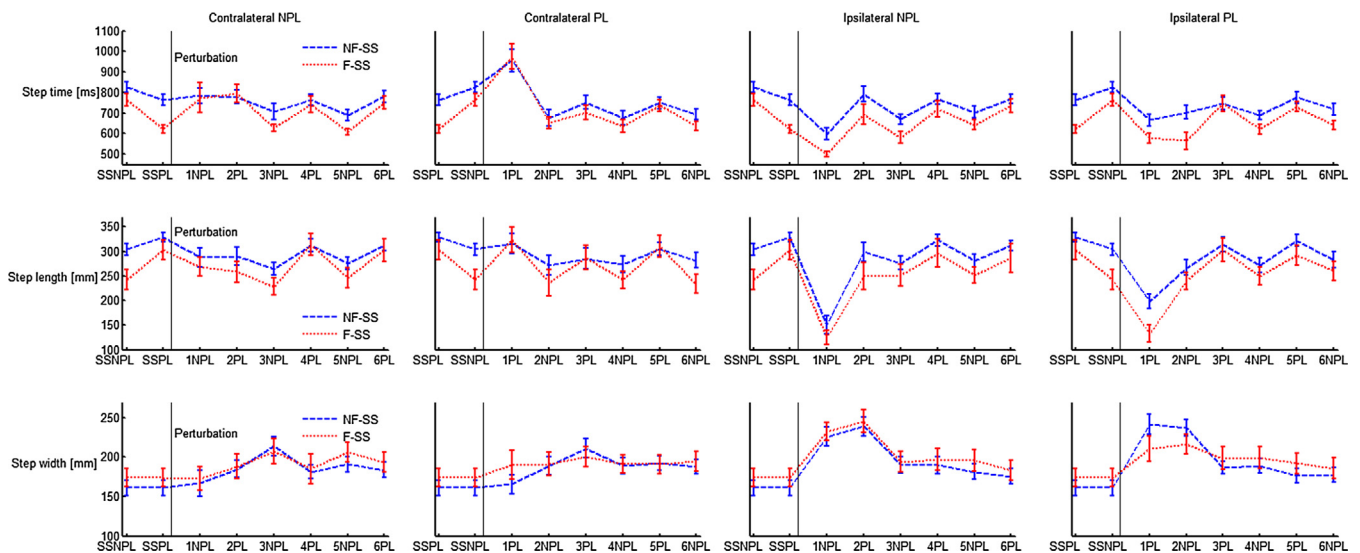 Contralateral NPL
Contralateral PL
Ipsilateral NPL
Ipsilateral PL
1100
1000
900
800
700
600
500
Step time [ms]
Perturbation
NF-SS
F-SS
SSNPL SSPL 1NPL 2PL 3NPL 4PL 5NPL 6PL
SSPL SSNPL 1PL 2NPL 3PL 4NPL 5PL 6NPL
SSNPL SSPL 1NPL 2PL 3NPL 4PL 5NPL 6PL
SSPL SSNPL 1PL 2NPL 3PL 4NPL 5PL 6NPL
350
300
250
200
150
100
Step length [mm]
Perturbation
NF-SS
F-SS
SSNPL SSPL 1NPL 2PL 3NPL 4PL 5NPL 6PL
SSPL SSNPL 1PL 2NPL 3PL 4NPL 5PL 6NPL
SSNPL SSPL 1NPL 2PL 3NPL 4PL 5NPL 6PL
SSPL SSNPL 1PL 2NPL 3PL 4NPL 5PL 6NPL
250
200
150
100
Step width [mm]
Perturbation
NF-SS
F-SS
SSNPL SSPL 1NPL 2PL 3NPL 4PL 5NPL 6PL
SSPL SSNPL 1PL 2NPL 3PL 4NPL 5PL 6NPL
SSNPL SSPL 1NPL 2PL 3NPL 4PL 5NPL 6PL
SSPL SSNPL 1PL 2NPL 3PL 4NPL 5PL 6NPL